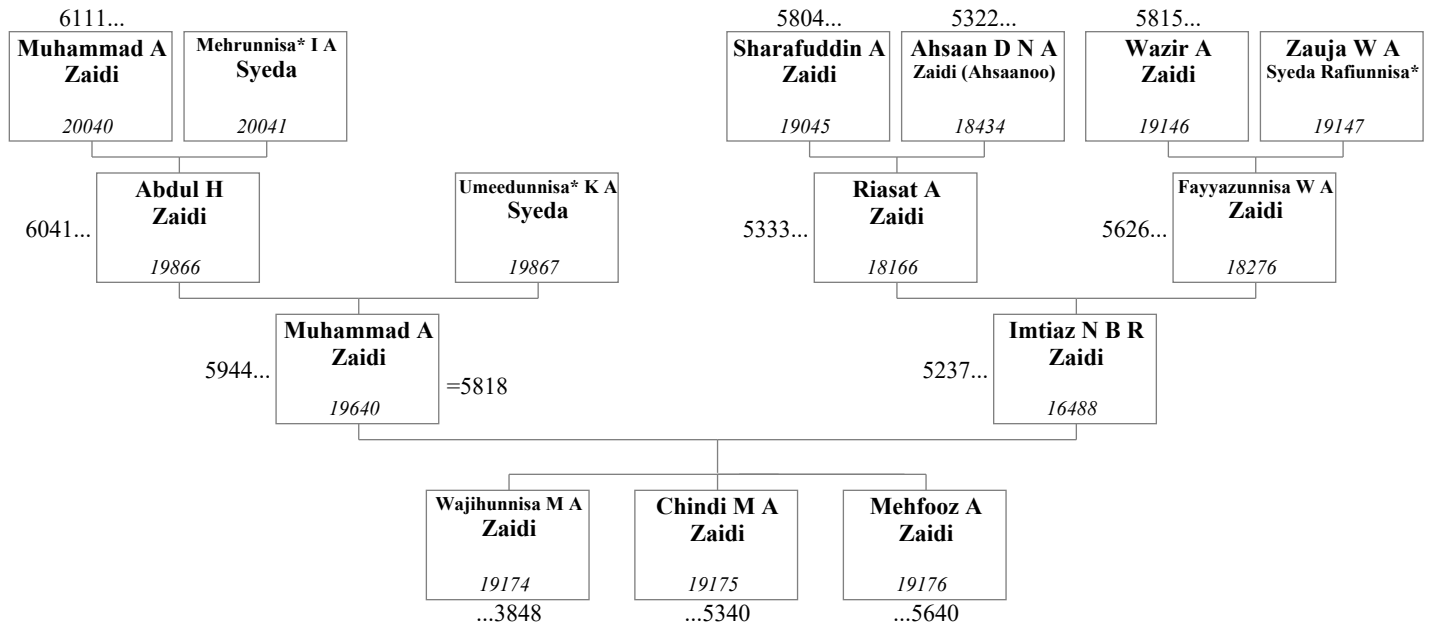 6111...
5804...
5322...
5815...
Muhammad A
Zaidi
20040
Mehrunnisa* I A
Syeda
20041
Sharafuddin A
Zaidi
19045
Ahsaan D N A
Zaidi (Ahsaanoo)
18434
Wazir A
Zaidi
19146
Zauja W A
Syeda Rafiunnisa*
19147
6041...
Abdul H
Zaidi
19866
Umeedunnisa* K A
Syeda
19867
5333...
Riasat A
Zaidi
18166
5626...
Fayyazunnisa W A
Zaidi
18276
5944...
Muhammad A
Zaidi
19640
=5818
5237...
Imtiaz N B R
Zaidi
16488
Wajihunnisa M A
Zaidi
19174
...3848
Chindi M A
Zaidi
19175
...5340
Mehfooz A
Zaidi
19176
...5640